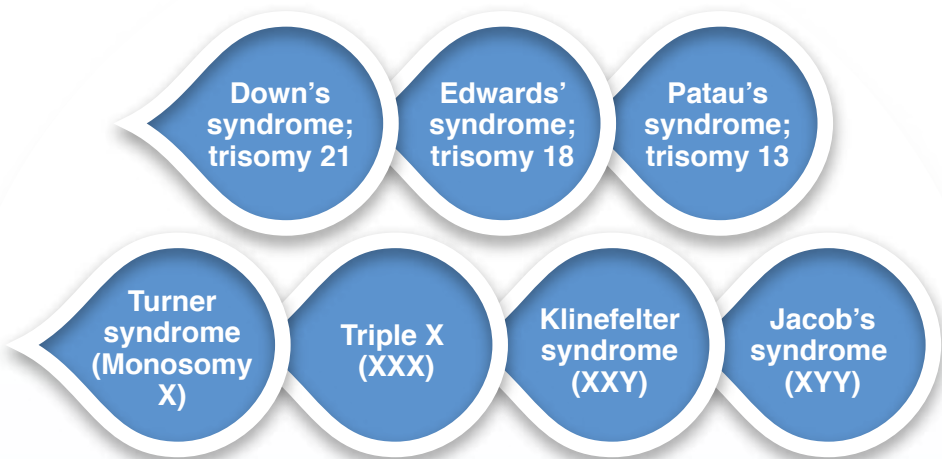 Down's
syndrome;
trisomy 21
Edwards'
syndrome;
trisomy 18
Patau's
syndrome;
trisomy 13
Turner
syndrome
(Monosomy
X)
Triple X
(XXX)
Klinefelter
syndrome
(XXY)
Jacob's
syndrome
(XYY)